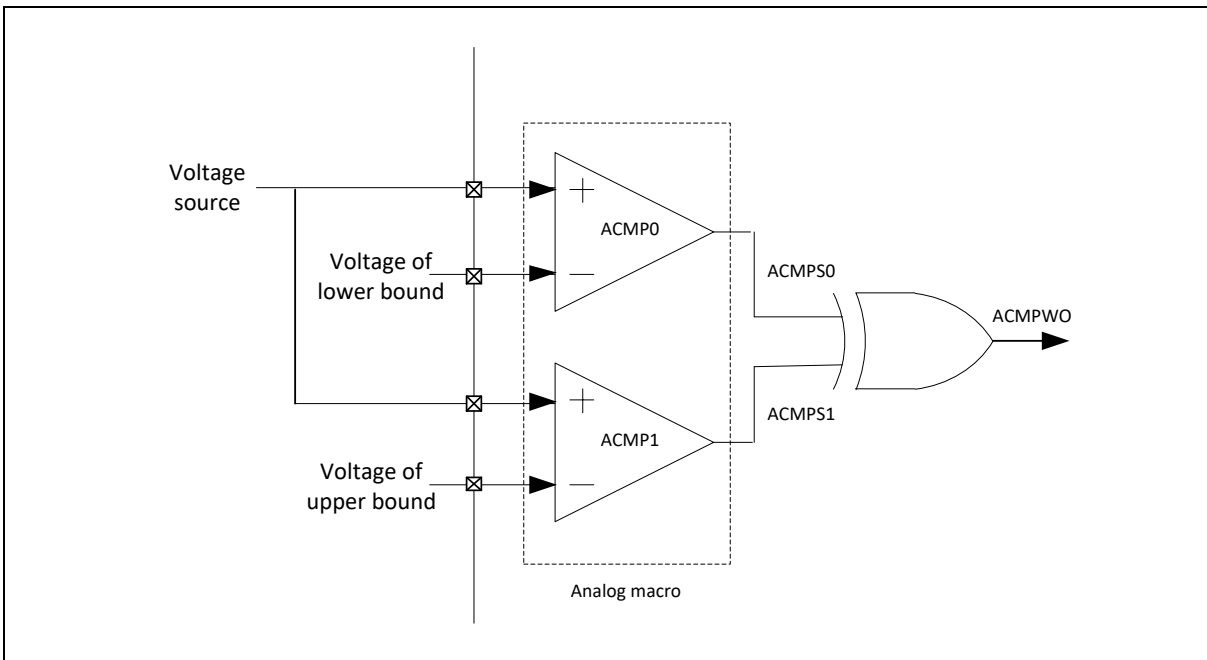 Voltage
source
+
ACMP0
Voltage of
lower bound
−
ACMPS0
ACMPWO
+
ACMP1
ACMPS1
Voltage of
upper bound
−
Analog macro